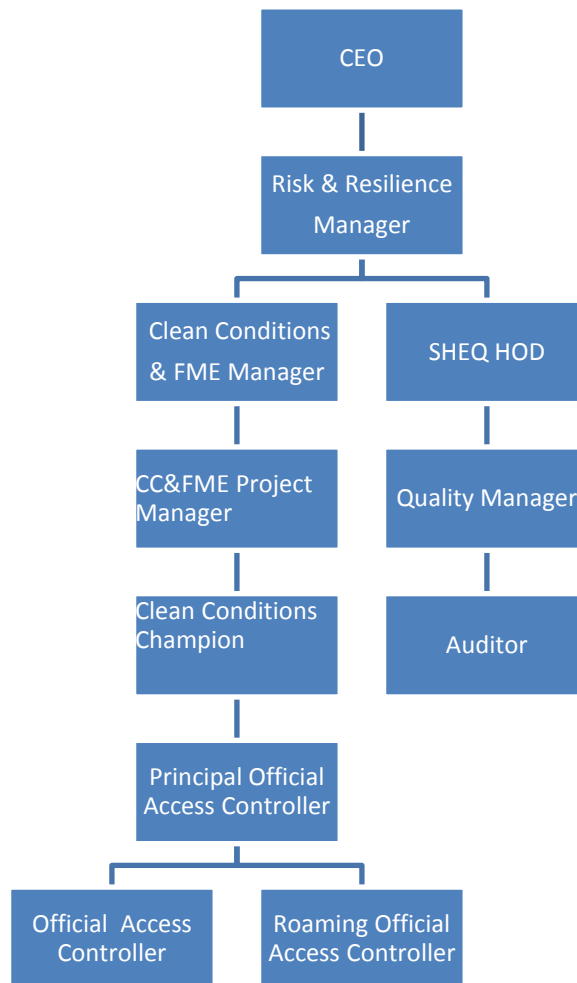 CEO
Risk & Resilience
Manager
Clean Conditions
& FME Manager
SHEQ HOD
CC&FME Project
Manager
Quality Manager
Clean Conditions
Champion
Auditor
Principal Official
Access Controller
Official Access
Controller
Roaming Official
Access Controller